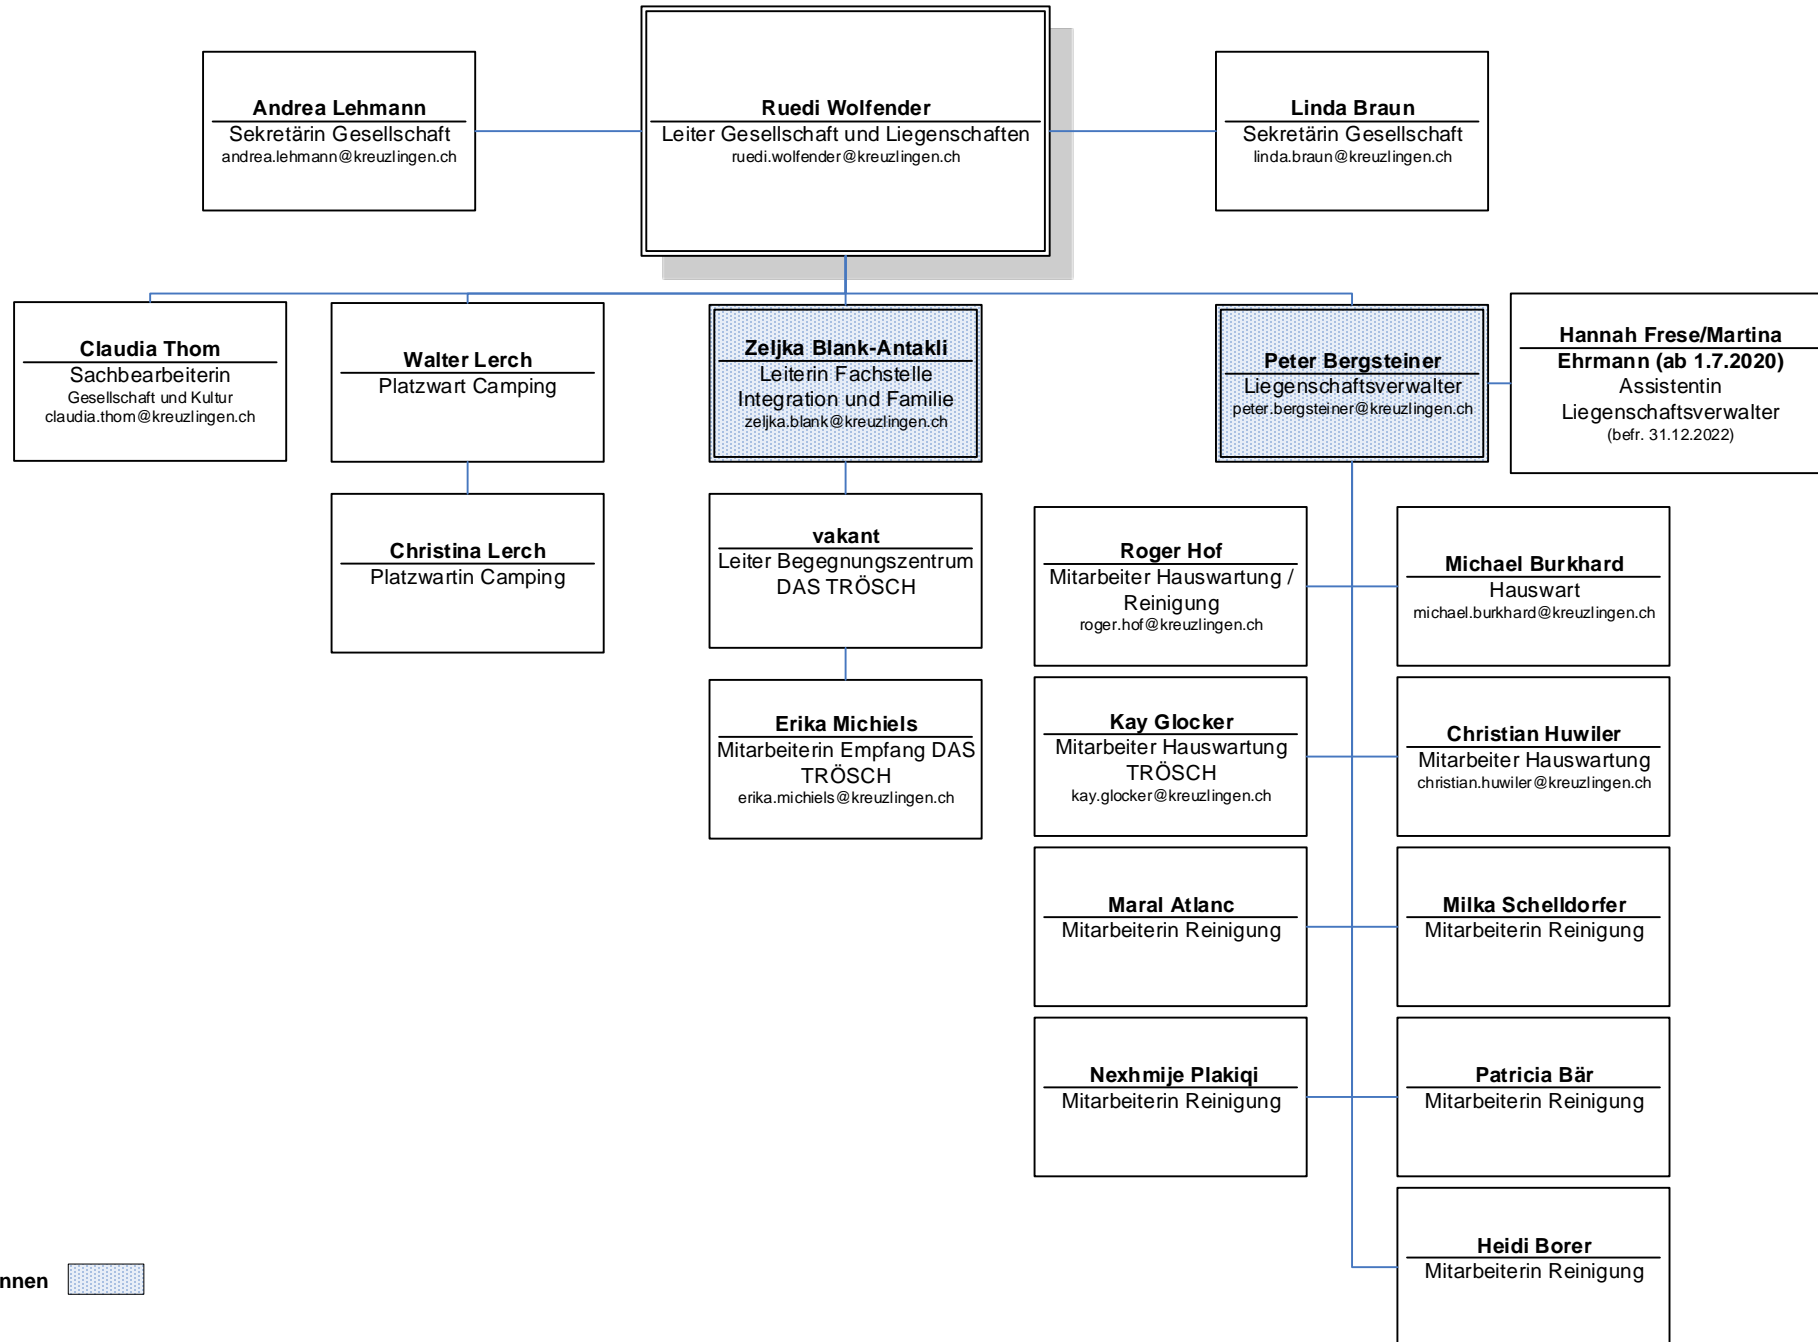 Andrea Lehmann
Sekretärin Gesellschaft
andrea.lehmann@kreuzlingen.ch
Ruedi Wolfender
Leiter Gesellschaft und Liegenschaften
ruedi.wolfender@kreuzlingen.ch
Linda Braun
Sekretärin Gesellschaft
linda.braun@kreuzlingen.ch
Claudia Thom
Sachbearbeiterin
Gesellschaft und Kultur
claudia.thom@kreuzlingen.ch
Walter Lerch
Platzwart Camping
Zeljka Blank-Antakli
Leiterin Fachstelle
Integration und Familie
zeljka.blank@kreuzlingen.ch
Peter Bergsteiner
Liegenschaftsverwalter
peter.bergsteiner@kreuzlingen.ch
Hannah Frese/Martina
Ehrmann (ab 1.7.2020)
Assistentin
Liegenschaftsverwalter
(befr. 31.12.2022)
Christina Lerch
Platzwartin Camping
vakant
Leiter Begegnungszentrum
DAS TRÖSCH
Erika Michiels
Mitarbeiterin Empfang DAS
TRÖSCH
erika.michiels@kreuzlingen.ch
Roger Hof
Mitarbeiter Hauswartung /
Reinigung
roger.hof@kreuzlingen.ch
Michael Burkhard
Hauswart
michael.burkhard@kreuzlingen.ch
Kay Glocker
Mitarbeiter Hauswartung
TRÖSCH
kay.glocker@kreuzlingen.ch
Christian Huwiler
Mitarbeiter Hauswartung
christian.huwiler@kreuzlingen.ch
Maral Atlanc
Mitarbeiterin Reinigung
Milka Schelldorfer
Mitarbeiterin Reinigung
Nexhmije Plakiqi
Mitarbeiterin Reinigung
Patricia Bär
Mitarbeiterin Reinigung
Heidi Borer
Mitarbeiterin Reinigung
nnen